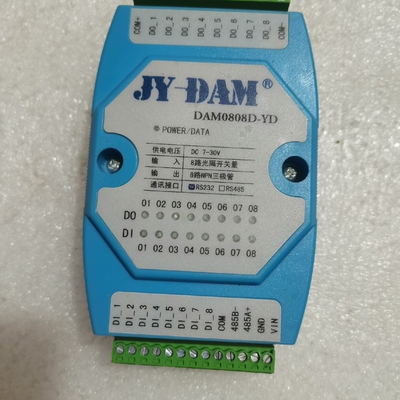 COM+ DO_1 DO_2 DO_3 DO_4 DO_5 DO_6 DO_7 DO_8 COM-
JY-DAM®
DAM0808D-YD
POWER/DATA
供电电压 DC 7-30V
输 入 8路光隔开关量
输 出 8路NPN三极管
通讯接口 RS232 RS485
01 02 03 04 05 06 07 08
DO
DI
01 02 03 04 05 06 07 08
DI_1 DI_2 DI_3 DI_4 DI_5 DI_6 DI_7 DI_8 COM 485B- 485A+ GND VIN